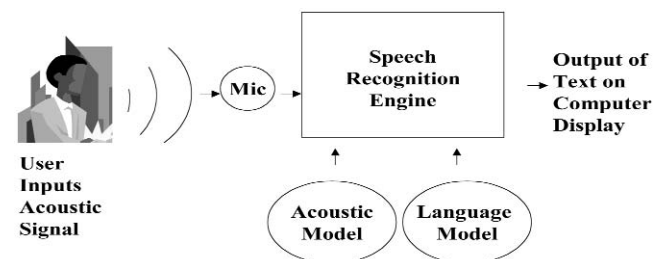 User
Inputs
Acoustic
Signal
Mic
Speech
Recognition
Engine
Acoustic
Model
Language
Model
Output of
Text on
Computer
Display